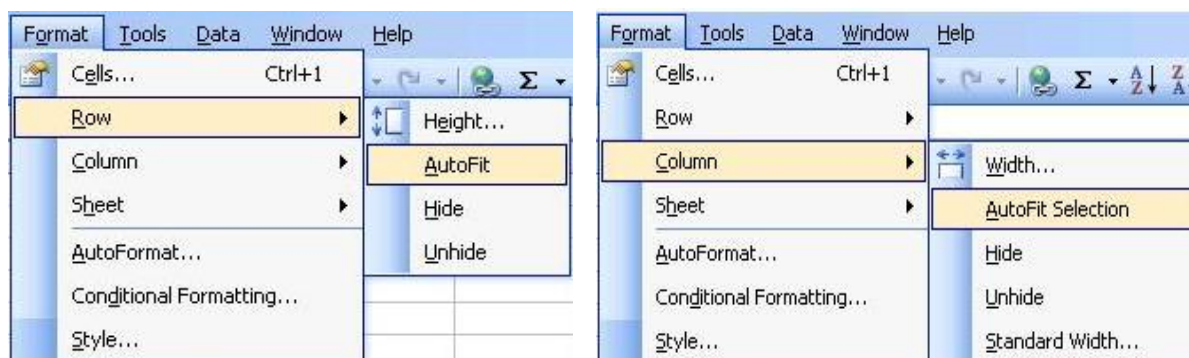 Format Tools Data Window Help
Cells... Ctrl+1
Σ
Row
Height...
Column
AutoFit
Sheet
Hide
AutoFormat...
Unhide
Conditional Formatting...
Style...
Format Tools Data Window Help
Cells... Ctrl+1
Σ A Z Z A
Row
Column
Width...
Sheet
AutoFit Selection
AutoFormat...
Hide
Conditional Formatting...
Unhide
Style...
Standard Width...